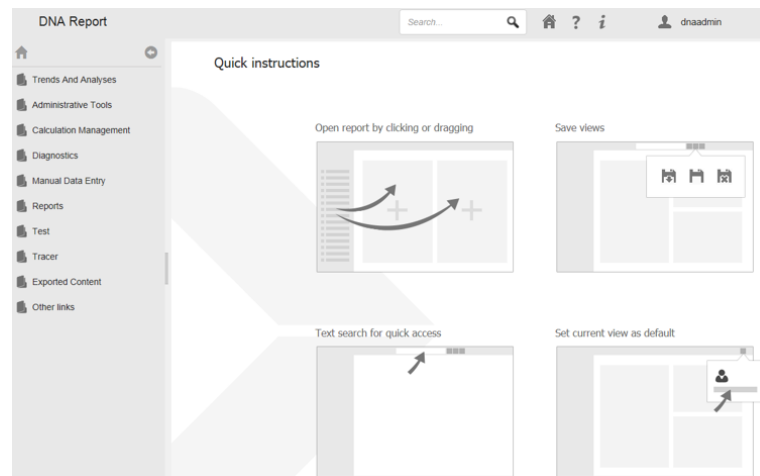 DNA Report
Search...
? i
dnaadmin
Trends And Analyses
Administrative Tools
Calculation Management
Diagnostics
Manual Data Entry
Reports
Test
Tracer
Exported Content
Other links
Quick instructions
Open report by clicking or dragging
Save views
Text search for quick access
Set current view as default